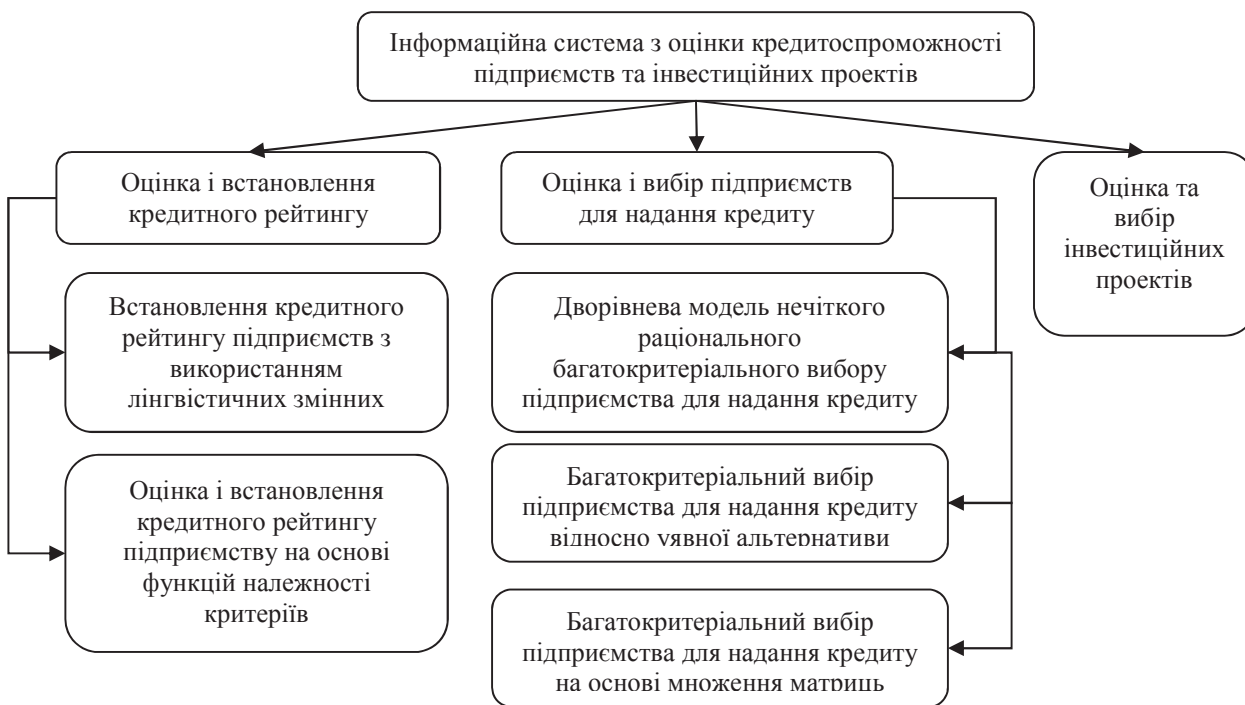 Інформаційна система з оцінки кредитоспроможності
підприємств та інвестиційних проектів
Оцінка і встановлення
кредитного рейтингу
Оцінка і вибір підприємств
для надання кредиту
Оцінка та
вибір
інвестиційних
проектів
Встановлення кредитного
рейтингу підприємств з
використанням
лінгвістичних змінних
Дворівнева модель нечіткого
раціонального
багатокритеріального вибору
підприємства для надання кредиту
Оцінка і встановлення
кредитного рейтингу
підприємству на основі
функцій належності
критеріїв
Багатокритеріальний вибір
підприємства для надання кредиту
відносно уявної альтернативи
Багатокритеріальний вибір
підприємства для надання кредиту
на основі множення матриць